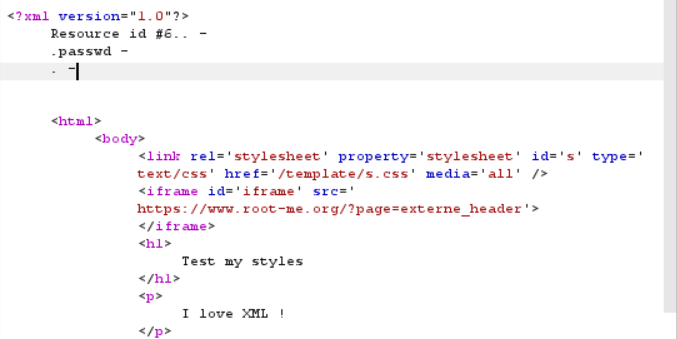 <?xml version="1.0"?>
Resource id #6.. -
.passwd -
. -
<html>
<body>
<link rel='stylesheet' property='stylesheet' id='s' type='
text/css' href='/template/s.css' media='all' />
<iframe id='iframe' src='
https://www.root-me.org/?page=externe_header'>
</iframe>
<h1>
Test my styles
</h1>
<p>
I love XML !
</p>